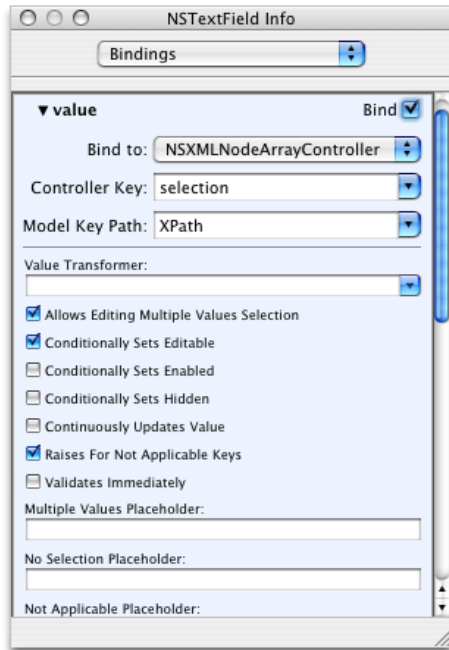 NSTextField Info
Bindings
▼ value Bind
Bind to: NSXMLNodeArrayController
Controller Key: selection
Model Key Path: XPath
Value Transformer:
Allows Editing Multiple Values Selection
Conditionally Sets Editable
Conditionally Sets Enabled
Conditionally Sets Hidden
Continuously Updates Value
Raises For Not Applicable Keys
Validates Immediately
Multiple Values Placeholder:
No Selection Placeholder:
Not Applicable Placeholder: